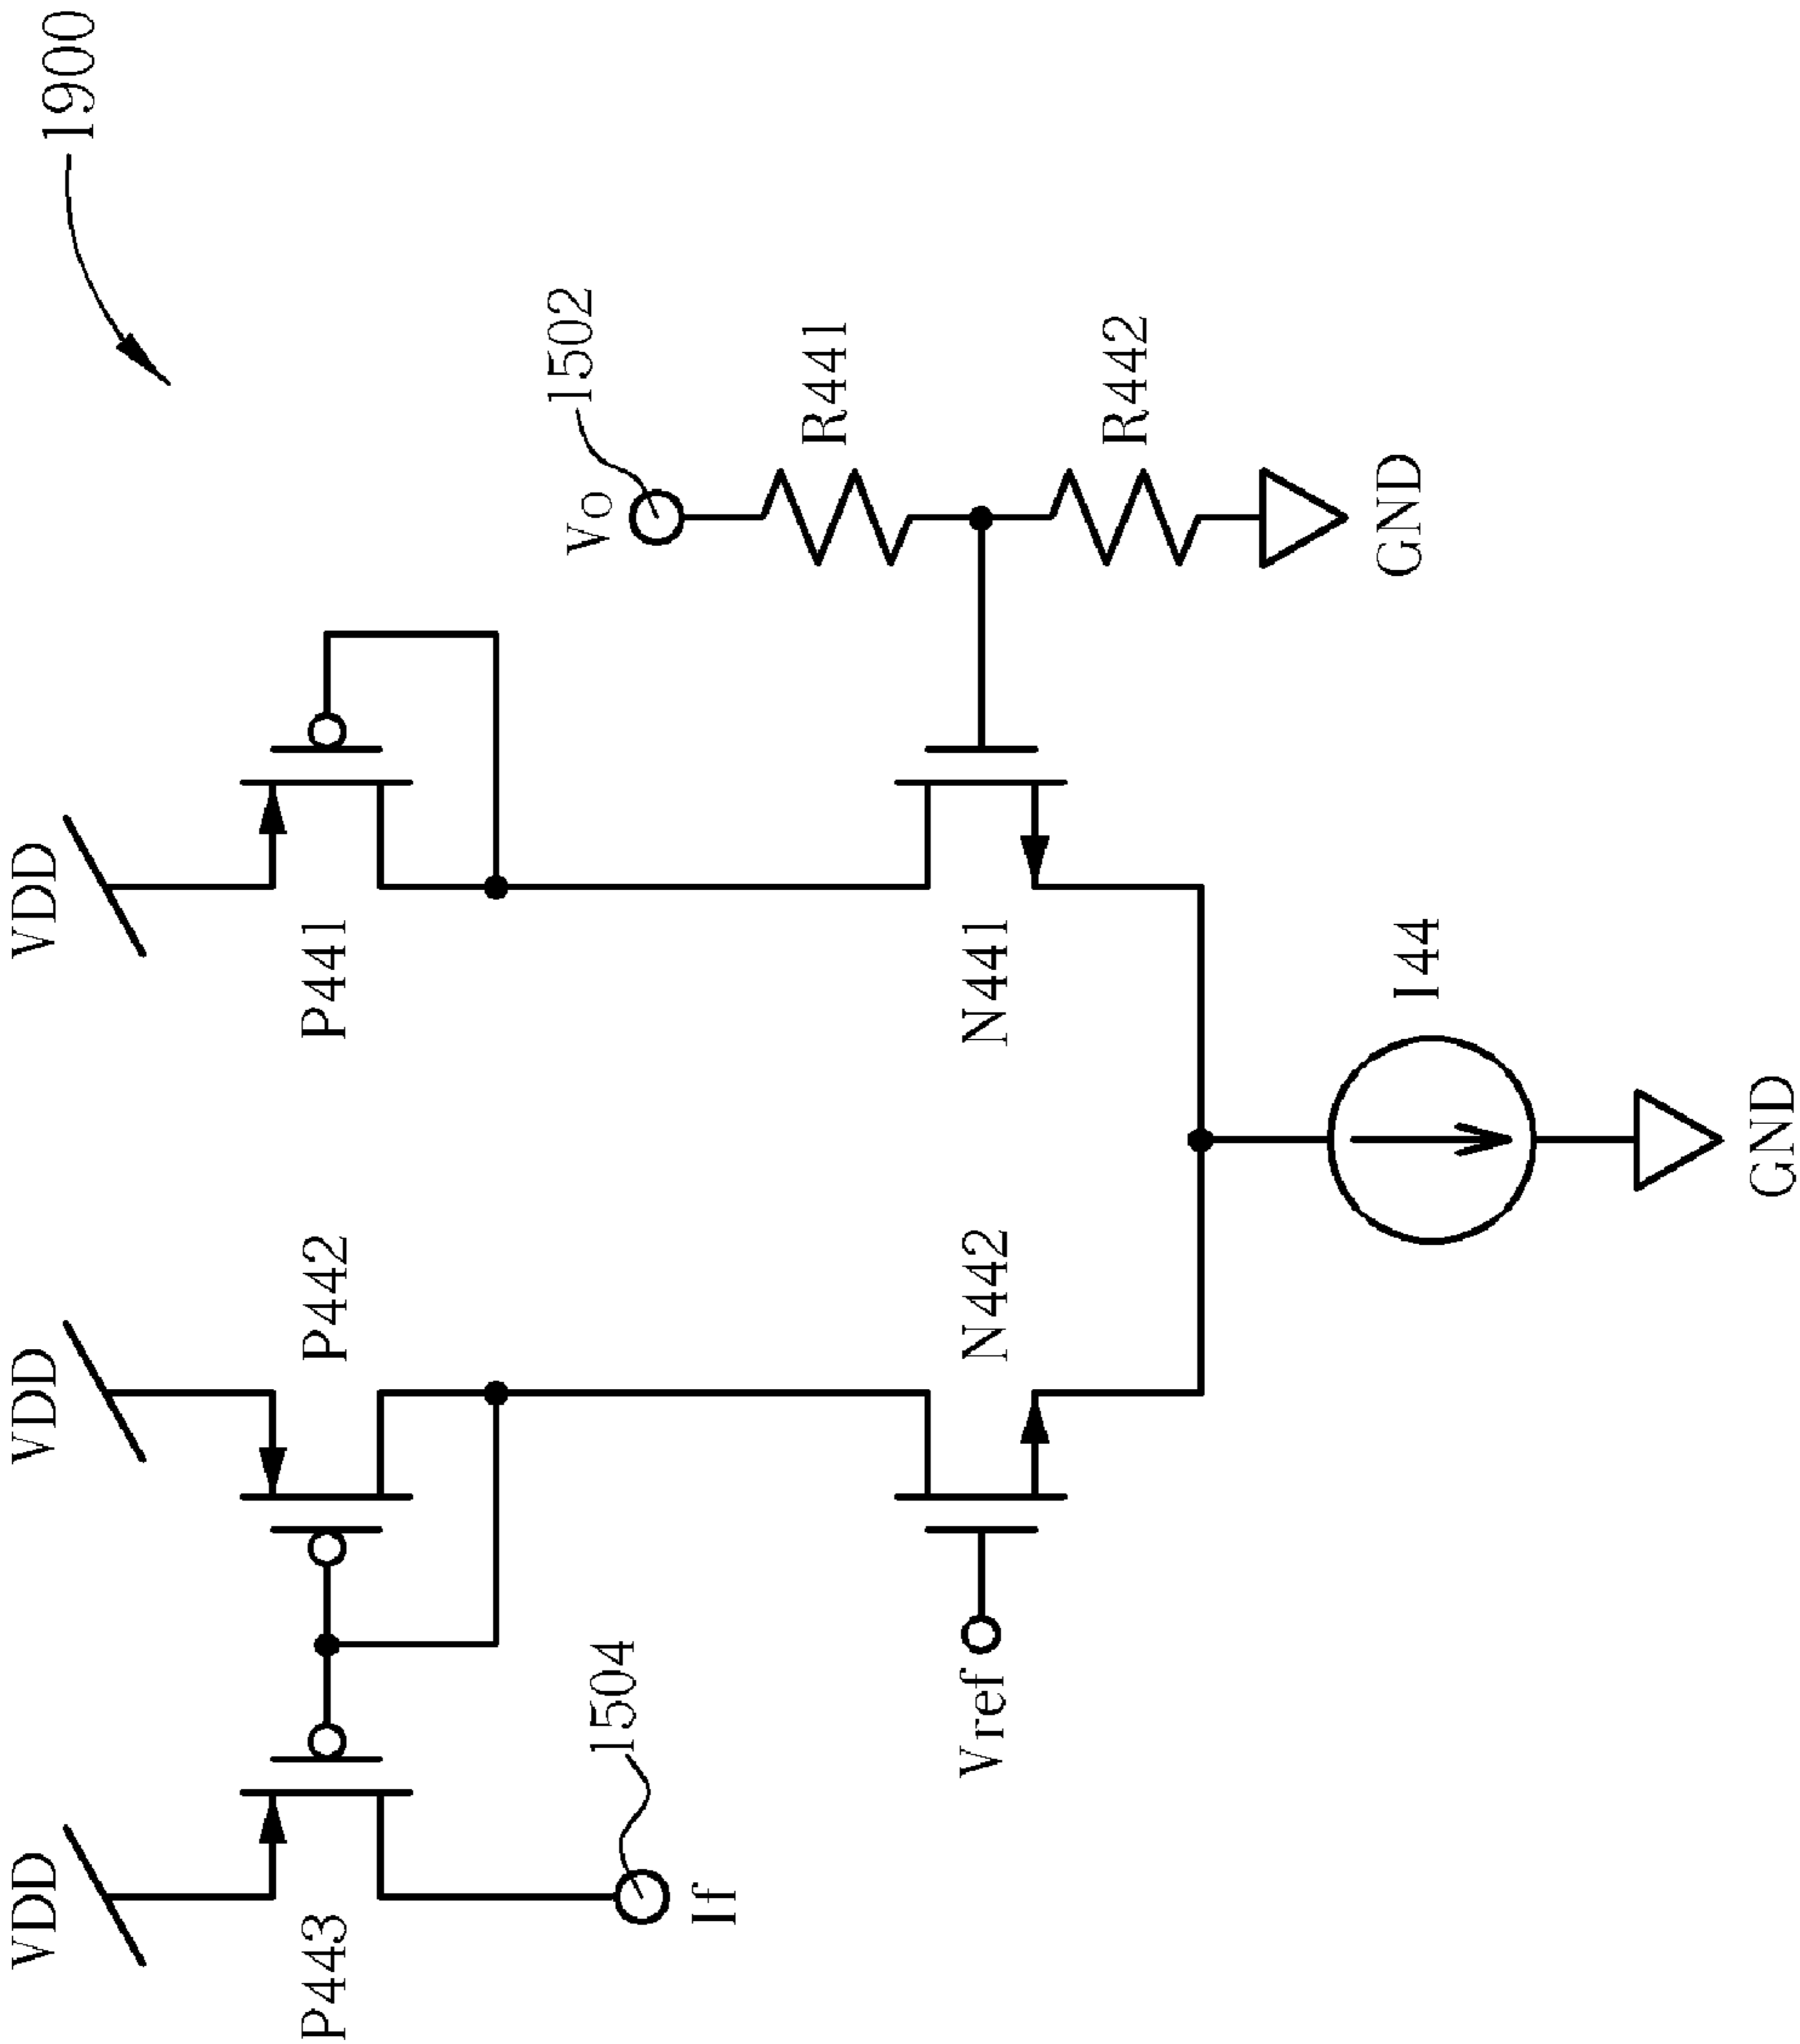 1900
VDD
VDD
VDD
P443
P442
P441
Vo
1502
R441
R442
GND
1504
If
Vref
N442
N441
I44
GND